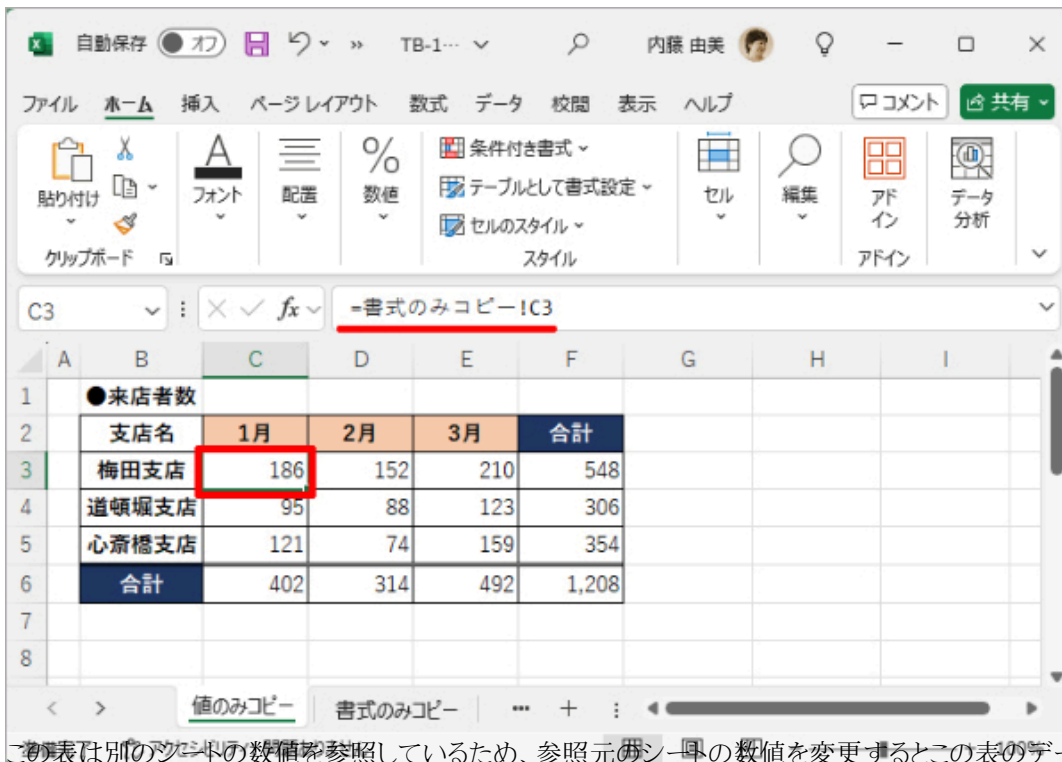 自動保存 オフ TB-1… 内藤 由美
ファイル ホーム 挿入 ページ レイアウト 数式 データ 校閲 表示 ヘルプ コメント 共有
貼り付け フォント 配置 % 数値 条件付き書式 テーブルとして書式設定 セルのスタイル セル 編集 アドイン データ分析
クリップボード スタイル アドイン
C3 fx =書式のみコピー!C3
A B C D E F G H I
1 ●来店者数
2 支店名 1月 2月 3月 合計
3 梅田支店 186 152 210 548
4 道頓堀支店 95 88 123 306
5 心斎橋支店 121 74 159 354
6 合計 402 314 492 1,208
7
8
値のみコピー 書式のみコピー … +
この表は別のシートの数値を参照しているため、参照元のシートの数値を変更するとこの表のデー